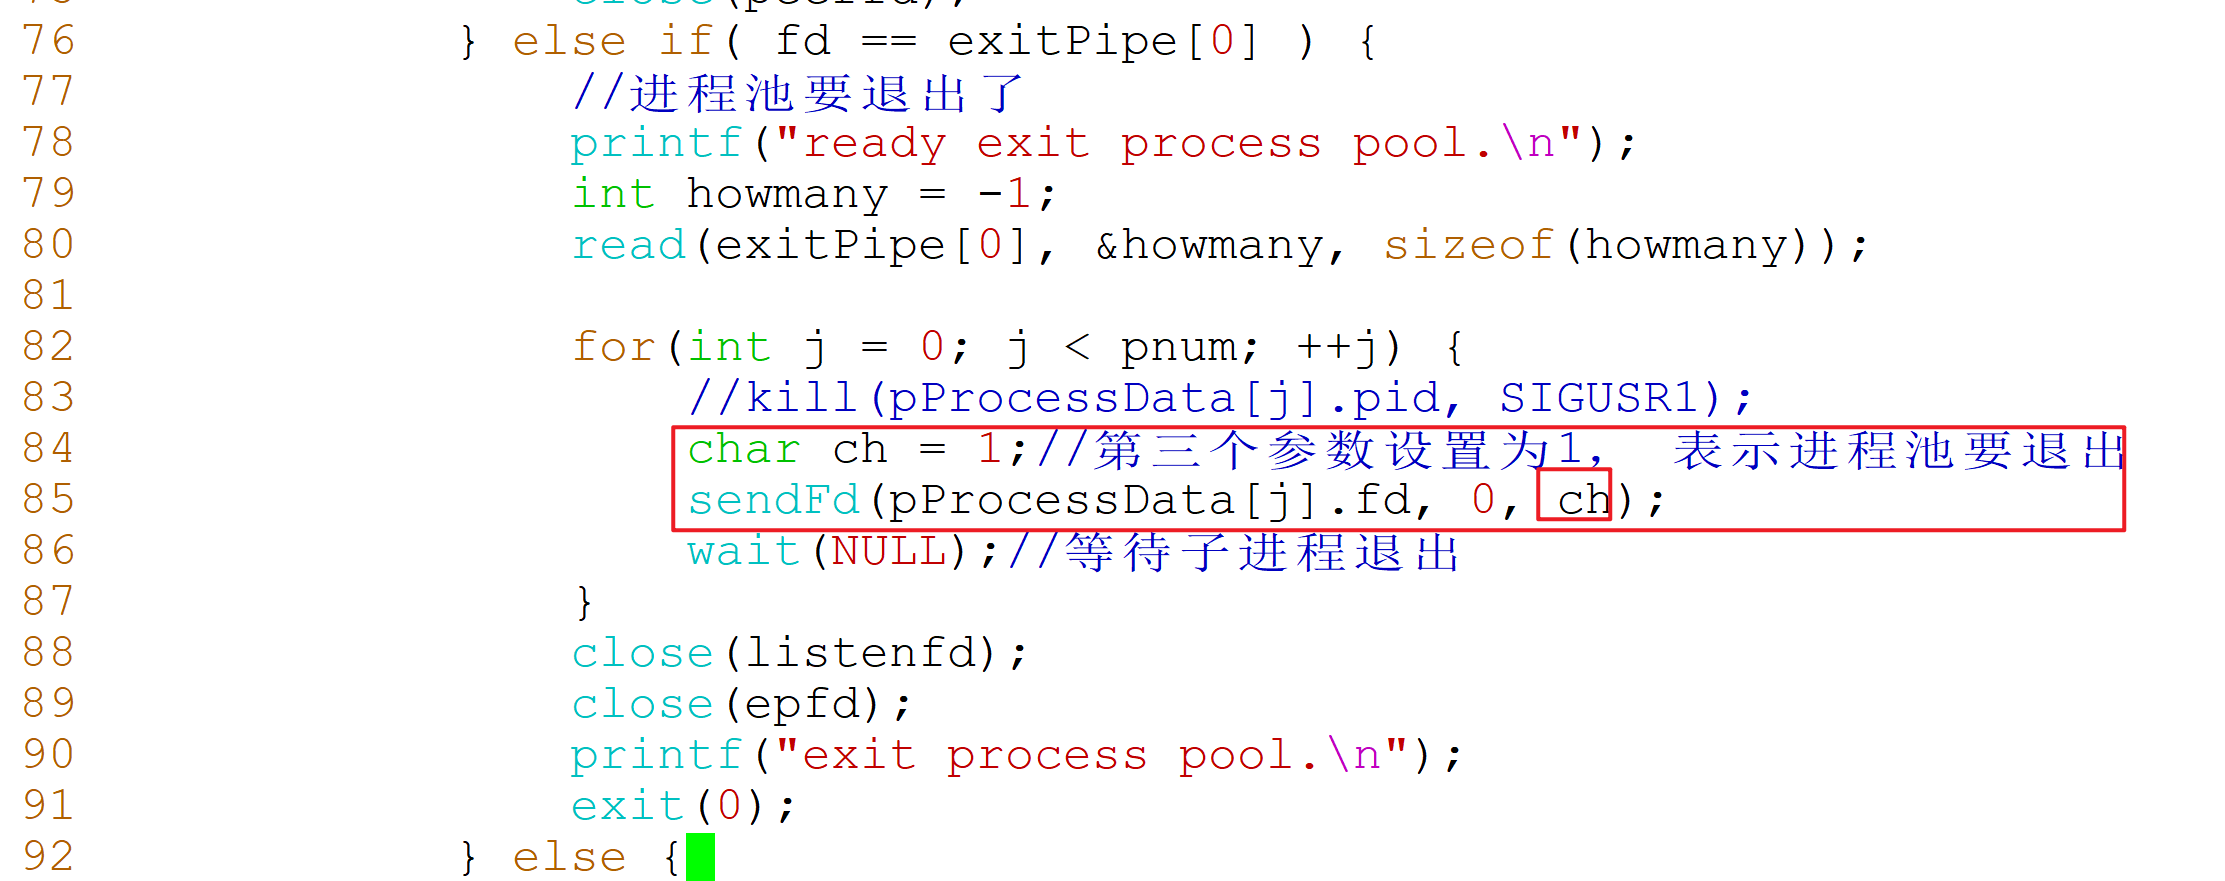 76 } else if( fd == exitPipe[0] ) {
77 //进程池要退出了
78 printf("ready exit process pool.\n");
79 int howmany = -1;
80 read(exitPipe[0], &howmany, sizeof(howmany));
81
82 for(int j = 0; j < pnum; ++j) {
83 //kill(pProcessData[j].pid, SIGUSR1);
84 char ch = 1;//第三个参数设置为1, 表示进程池要退出
85 sendFd(pProcessData[j].fd, 0, ch);
86 wait(NULL);//等待子进程退出
87 }
88 close(listenfd);
89 close(epfd);
90 printf("exit process pool.\n");
91 exit(0);
92 } else {